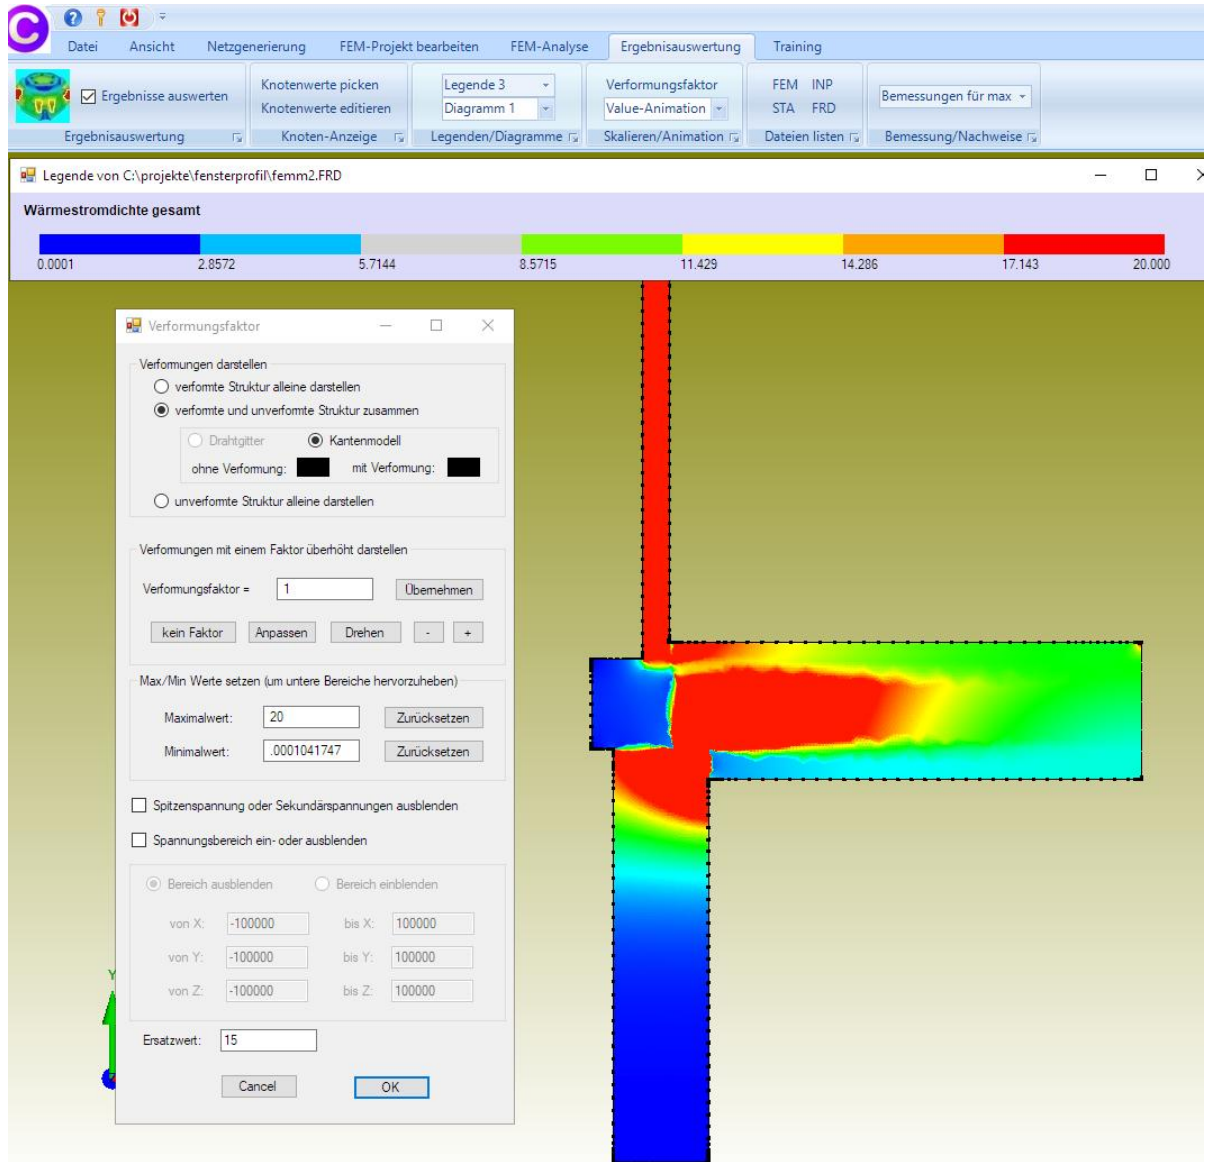 C
Datei Ansicht Netzgenerierung FEM-Projekt bearbeiten FEM-Analyse Ergebnisauswertung Training
Ergebnisse auswerten Knotenwerte picken Legende 3 Verformungsfaktor FEM INP Bemessungen für max
Knotenwerte editieren Diagramm 1 Value-Animation STA FRD
Ergebnisauswertung Knoten-Anzeige Legenden/Diagramme Skalieren/Animation Dateien listen Bemessung/Nachweise
Legende von C:\projekte\fensterprofil\femm2.FRD
Wärmestromdichte gesamt
0.0001 2.8572 5.7144 8.5715 11.429 14.286 17.143 20.000
Verformungsfaktor
Verformungen darstellen
verformte Struktur alleine darstellen
verformte und unverformte Struktur zusammen
Drahtgitter Kantenmodell
ohne Verformung: mit Verformung:
unverformte Struktur alleine darstellen
Verformungen mit einem Faktor überhöht darstellen
Verformungsfaktor = 1 Übernehmen
kein Faktor Anpassen Drehen - +
Max/Min Werte setzen (um untere Bereiche hervorzuheben)
Maximalwert: 20 Zurücksetzen
Minimalwert: .0001041747 Zurücksetzen
Spitzenspannung oder Sekundärspannungen ausblenden
Spannungsbereich ein- oder ausblenden
Bereich ausblenden Bereich einblenden
von X: -100000 bis X: 100000
von Y: -100000 bis Y: 100000
von Z: -100000 bis Z: 100000
Ersatzwert: 15
Cancel OK
Y